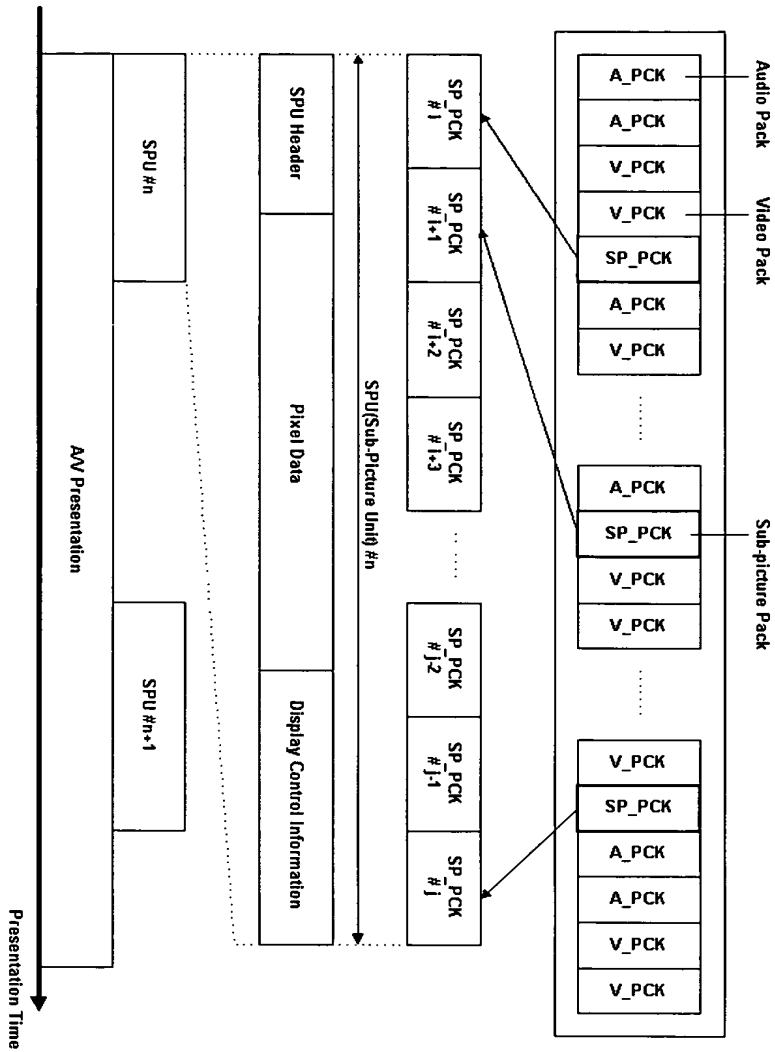 Audio Pack
Video Pack
Sub-picture Pack
A_PCK
A_PCK
V_PCK
V_PCK
SP_PCK
A_PCK
V_PCK
A_PCK
SP_PCK
V_PCK
V_PCK
V_PCK
SP_PCK
A_PCK
A_PCK
V_PCK
V_PCK
SP_PCK
# i
SP_PCK
# i+1
SP_PCK
# i+2
SP_PCK
# i+3
SP_PCK
# j-2
SP_PCK
# j-1
SP_PCK
# j
SPU(Sub-Picture Unit) #n
SPU Header
Pixel Data
Display Control Information
SPU #n
SPU #n+1
A/V Presentation
Presentation Time